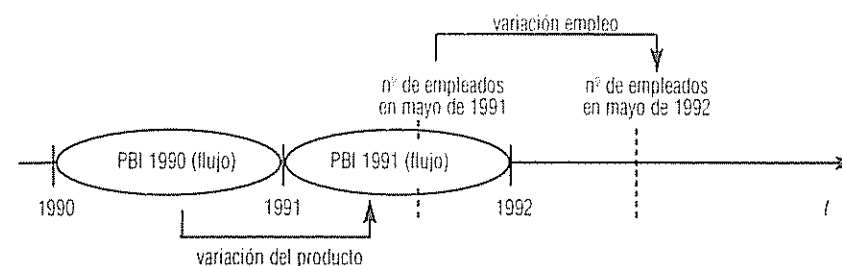 variación empleo
nº de empleados
en mayo de 1991
nº de empleados
en mayo de 1992
PBI 1990 (flujo)
PBI 1991 (flujo)
1990
1991
1992
t
variación del producto